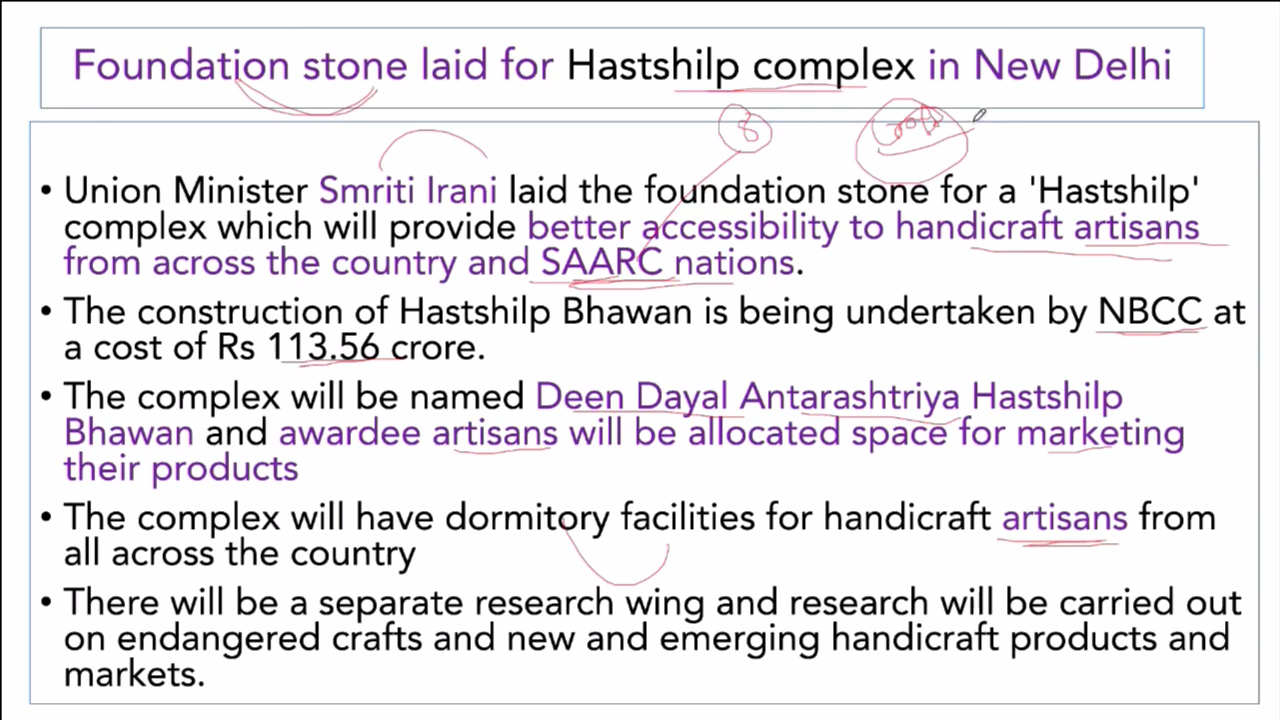 Foundation stone laid for Hastshilp complex in New Delhi
8
• Union Minister Smriti Irani laid the foundation stone for a 'Hastshilp'
complex which will provide better accessibility to handicraft artisans
from across the country and SAARC nations.
• The construction of Hastshilp Bhawan is being undertaken by NBCC at
a cost of Rs 113.56 crore.
• The complex will be named Deen Dayal Antarashtriya Hastshilp
Bhawan and awardee artisans will be allocated space for marketing
their products
• The complex will have dormitory facilities for handicraft artisans from
all across the country
• There will be a separate research wing and research will be carried out
on endangered crafts and new and emerging handicraft products and
markets.